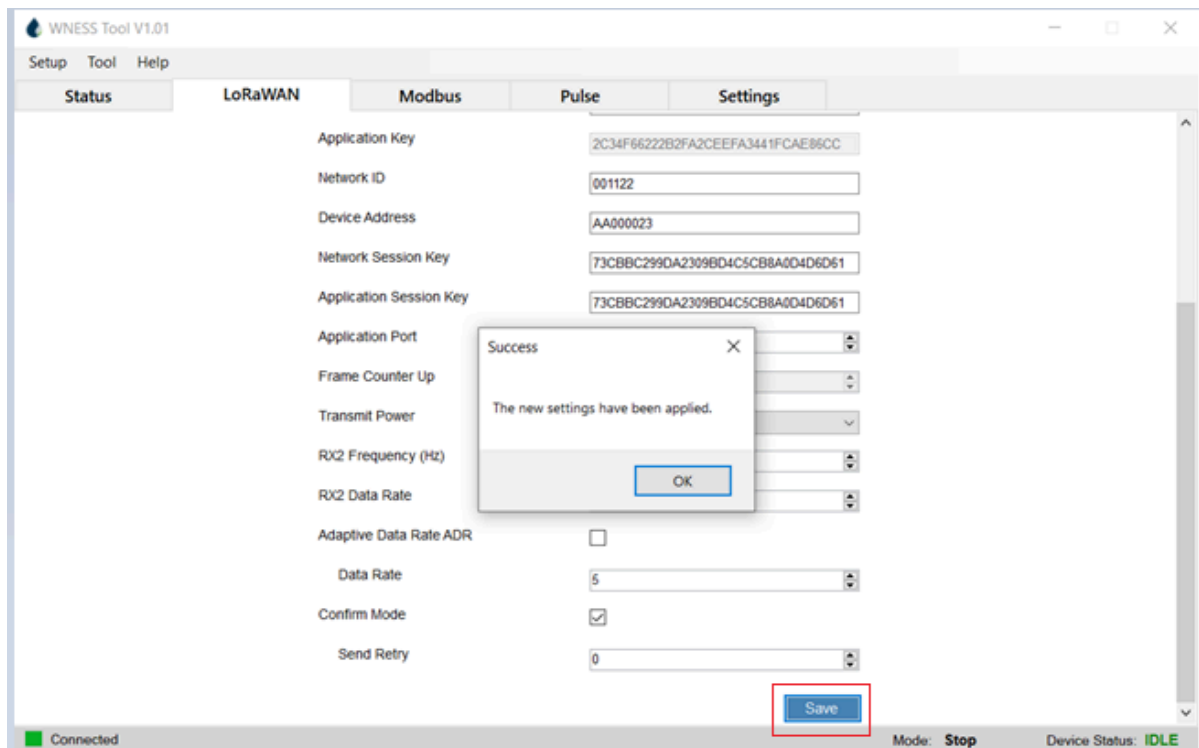 WNESS Tool V1.01
Setup Tool Help
Status LoRaWAN Modbus Pulse Settings
Application Key 2C34F66222B2FA2CEEFA3441FCAE86CC
Network ID 001122
Device Address AA000023
Network Session Key 73CBBC299DA2309BD4C5CB8A0D4D6D61
Application Session Key 73CBBC299DA2309BD4C5CB8A0D4D6D61
Application Port
Success
Frame Counter Up
Transmit Power
The new settings have been applied.
RX2 Frequency (Hz)
OK
RX2 Data Rate
Adaptive Data Rate ADR
Data Rate 5
Confirm Mode
Send Retry 0
Save
Connected Mode: Stop Device Status: IDLE